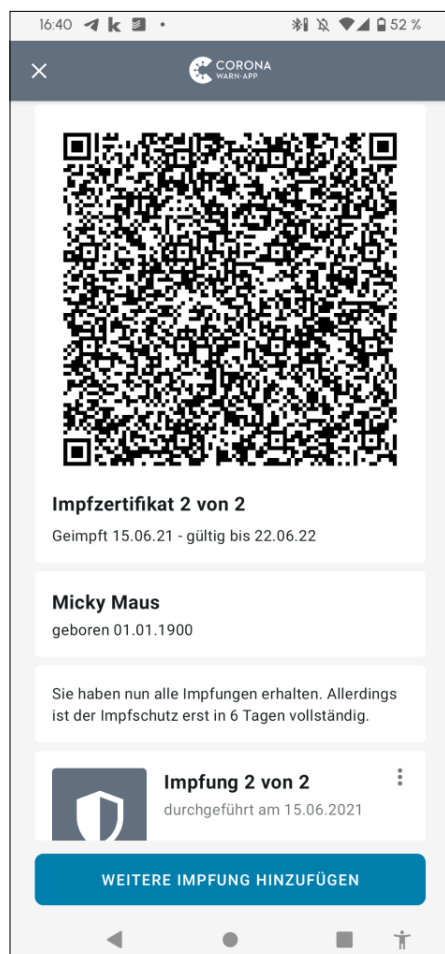 16:40 k 52 %
CORONA
WARN-APP
Impfzertifikat 2 von 2
Geimpft 15.06.21 - gültig bis 22.06.22
Micky Maus
geboren 01.01.1900
Sie haben nun alle Impfungen erhalten. Allerdings
ist der Impfschutz erst in 6 Tagen vollständig.
Impfung 2 von 2
durchgeführt am 15.06.2021
WEITERE IMPFUNG HINZUFÜGEN